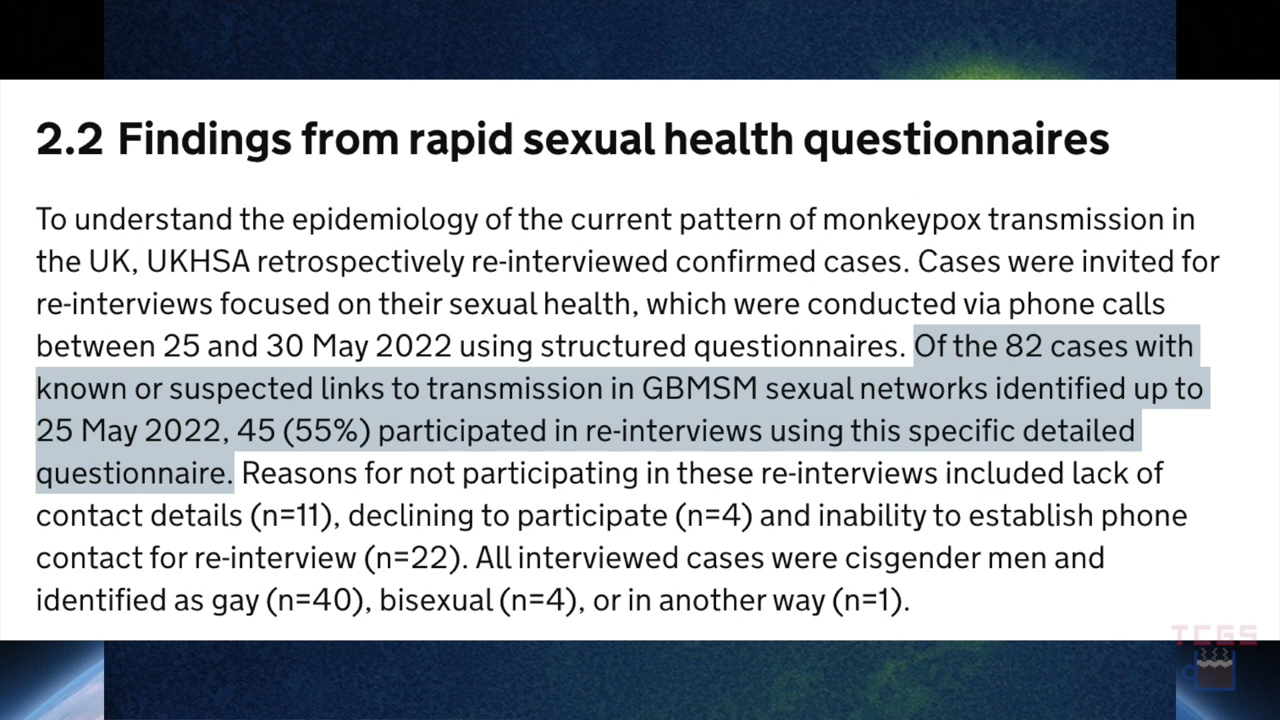 2.2 Findings from rapid sexual health questionnaires
To understand the epidemiology of the current pattern of monkeypox transmission in
the UK, UKHSA retrospectively re-interviewed confirmed cases. Cases were invited for
re-interviews focused on their sexual health, which were conducted via phone calls
between 25 and 30 May 2022 using structured questionnaires. Of the 82 cases with
known or suspected links to transmission in GBMSM sexual networks identified up to
25 May 2022, 45 (55%) participated in re-interviews using this specific detailed
questionnaire. Reasons for not participating in these re-interviews included lack of
contact details (n=11), declining to participate (n=4) and inability to establish phone
contact for re-interview (n=22). All interviewed cases were cisgender men and
identified as gay (n=40), bisexual (n=4), or in another way (n=1).
TCGS